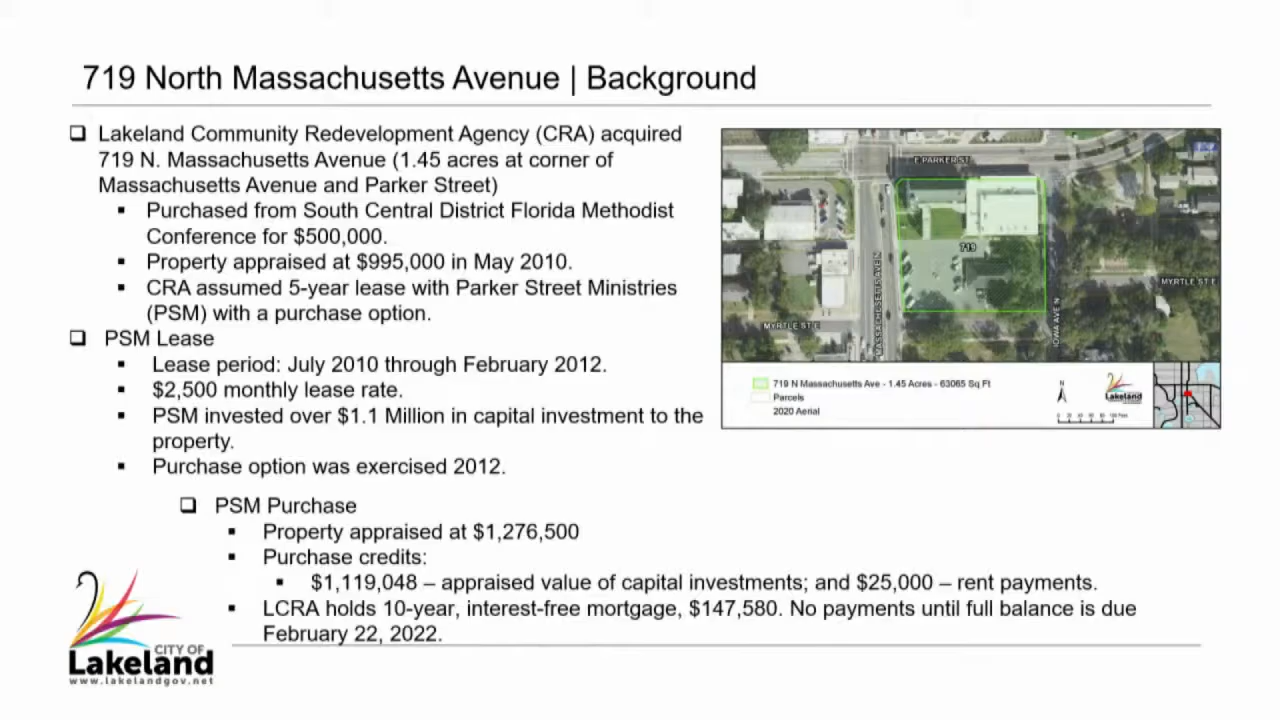 719 North Massachusetts Avenue | Background
Lakeland Community Redevelopment Agency (CRA) acquired
719 N. Massachusetts Avenue (1.45 acres at corner of
Massachusetts Avenue and Parker Street)
Purchased from South Central District Florida Methodist
Conference for $500,000.
Property appraised at $995,000 in May 2010.
CRA assumed 5-year lease with Parker Street Ministries
(PSM) with a purchase option.
PSM Lease
Lease period: July 2010 through February 2012.
$2,500 monthly lease rate.
PSM invested over $1.1 Million in capital investment to the
property.
Purchase option was exercised 2012.
PSM Purchase
Property appraised at $1,276,500
Purchase credits:
$1,119,048 – appraised value of capital investments; and $25,000 – rent payments.
LCRA holds 10-year, interest-free mortgage, $147,580. No payments until full balance is due
February 22, 2022.
E PARKER ST
719
MASSACHUSETTS AVE N
IOWA AVE N
MYRTLE ST E
MYRTLE ST E
719 N Massachusetts Ave - 1.45 Acres - 63065 Sq Ft
Parcels
2020 Aerial
N
Lakeland
CITY OF
Lakeland
www.lakelandgov.net